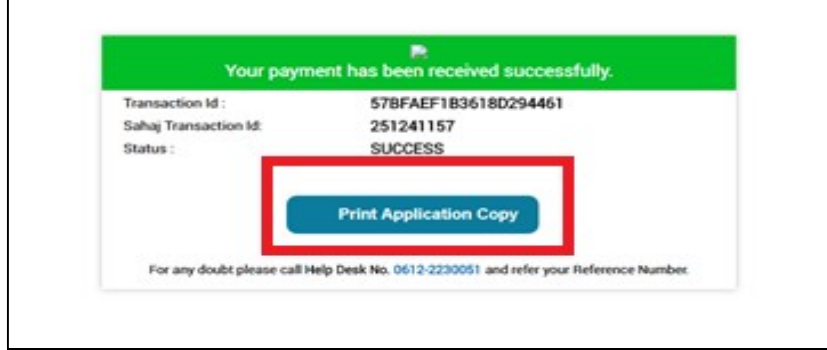 Your payment has been received successfully.
Transaction Id : 57BFAEF1B3618D294461
Sahaj Transaction Id: 251241157
Status : SUCCESS
Print Application Copy
For any doubt please call Help Desk No. 0612-2230051 and refer your Reference Number.